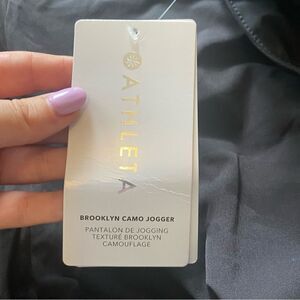 ATHLETA
BROOKLYN CAMO JOGGER
PANTALON DE JOGGING
TEXTURÉ BROOKLYN
CAMOUFLAGE